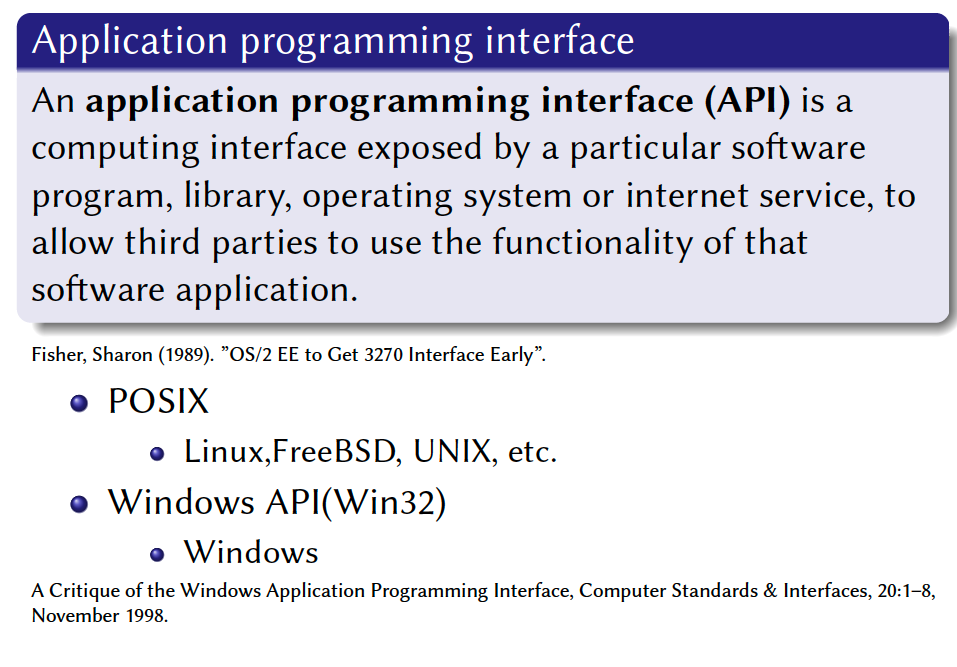 Application programming interface
An application programming interface (API) is a
computing interface exposed by a particular software
program, library, operating system or internet service, to
allow third parties to use the functionality of that
software application.
Fisher, Sharon (1989). ”OS/2 EE to Get 3270 Interface Early”.
POSIX
Linux,FreeBSD, UNIX, etc.
Windows API(Win32)
Windows
A Critique of the Windows Application Programming Interface, Computer Standards & Interfaces, 20:1–8,
November 1998.